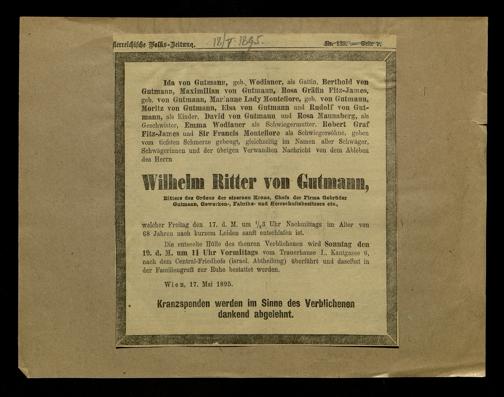 österreichische Volks-Zeitung. 18/V 1895. Nr. 135. — Seite 7.
Ida von Gutmann, geb. Wodianer, als Gattin, Berthold von
Gutmann, Maximilian von Gutmann, Rosa Gräfin Fitz-James,
geb. von Gutmann, Marianne Lady Montefiore, geb. von Gutmann,
Moritz von Gutmann, Elsa von Gutmann und Rudolf von Gut-
mann, als Kinder, David von Gutmann und Rosa Mannaberg, als
Geschwister, Emma Wodianer als Schwiegermutter, Robert Graf
Fitz-James und Sir Francis Montefiore als Schwiegersöhne, geben
vom tiefsten Schmerze gebeugt, gleichzeitig im Namen aller Schwäger,
Schwägerinnen und der übrigen Verwandten Nachricht von dem Ableben
des Herrn
Wilhelm Ritter von Gutmann,
Ritters des Ordens der eisernen Krone, Chefs der Firma Gebrüder
Gutmann, Gewerken-, Fabriks- und Herrschaftsbesitzers etc.,
welcher Freitag den 17. d. M. um ½3 Uhr Nachmittags im Alter von
68 Jahren nach kurzem Leiden sanft entschlafen ist.
Die entseelte Hülle des theuren Verblichenen wird Sonntag den
19. d. M. um 11 Uhr Vormittags vom Trauerhause I., Kantgasse 6,
nach dem Central-Friedhofe (israel. Abtheilung) überführt und daselbst in
der Familiengruft zur Ruhe bestattet werden.
Wien, 17. Mai 1895.
Kranzspenden werden im Sinne des Verblichenen
dankend abgelehnt.